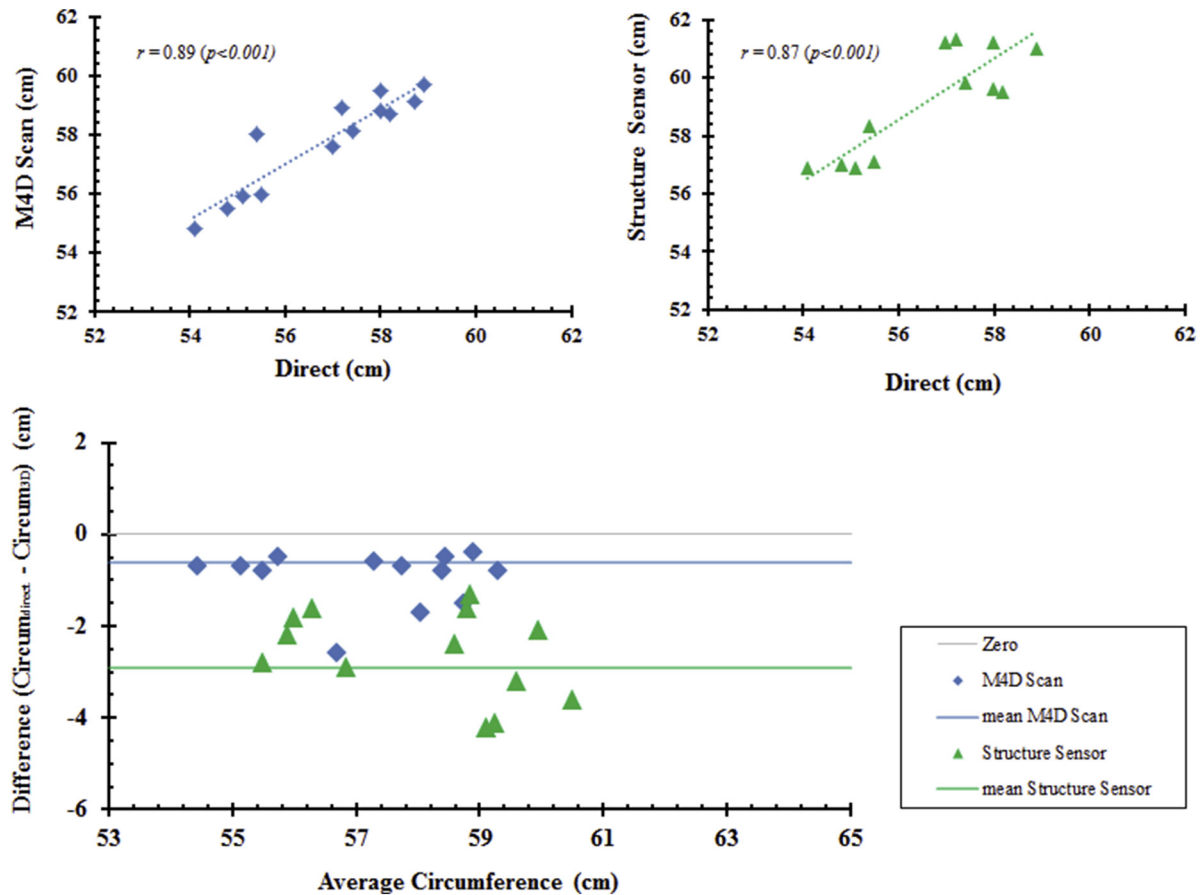 62
60
58
56
54
52
M4D Scan (cm)
r = 0.89 (p<0.001)
52 54 56 58 60 62
Direct (cm)
62
60
58
56
54
52
Structure Sensor (cm)
r = 0.87 (p<0.001)
52 54 56 58 60 62
Direct (cm)
2
0
-2
-4
-6
Difference (Circumdirect - Circum3D) (cm)
53 55 57 59 61 63 65
Average Circumference (cm)
Zero
M4D Scan
mean M4D Scan
Structure Sensor
mean Structure Sensor